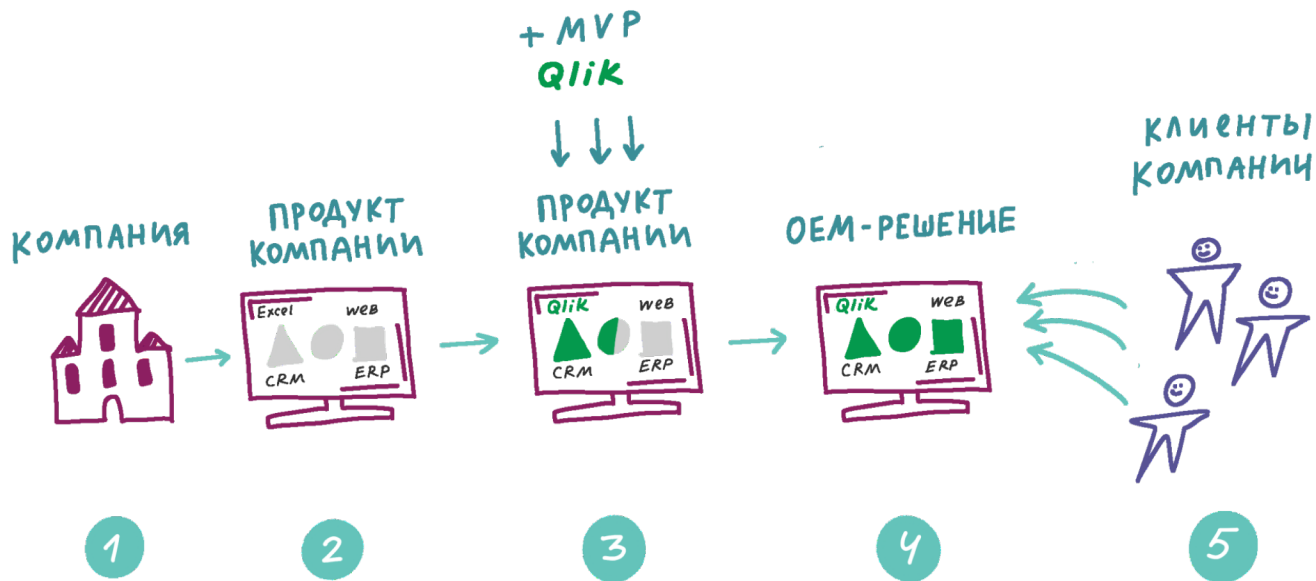 + MVP
Qlik
КОМПАНИЯ
ПРОДУКТ
КОМПАНИИ
ПРОДУКТ
КОМПАНИИ
OEM-РЕШЕНИЕ
КЛИЕНТЫ
КОМПАНИИ
Excel web
CRM ERP
Qlik web
CRM ERP
Qlik web
CRM ERP
1
2
3
4
5